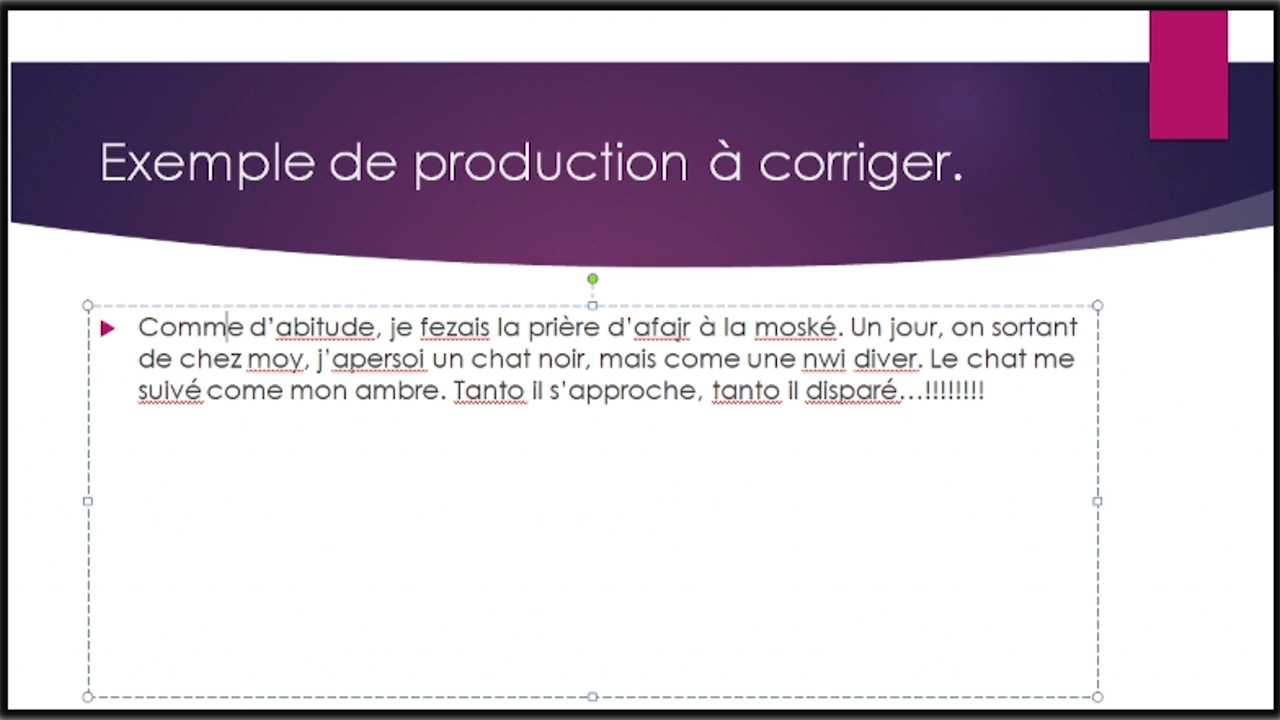 Exemple de production à corriger.
Comme d’abitude, je fezais la prière d’afajr à la moské. Un jour, on sortant
de chez moy, j’apersoi un chat noir, mais come une nwi diver. Le chat me
suivé come mon ambre. Tanto il s’approche, tanto il disparé…!!!!!!!!